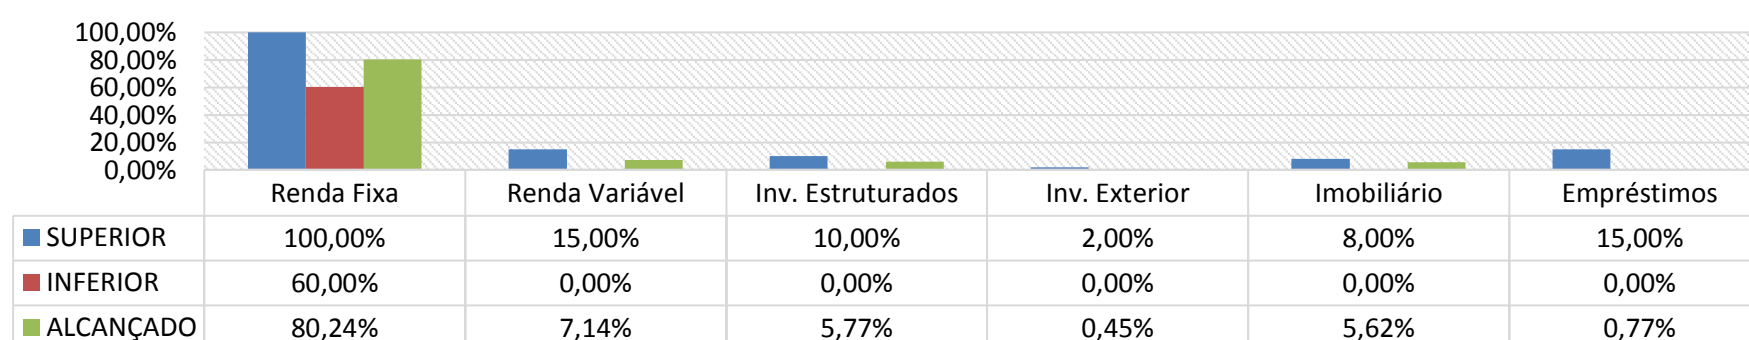 100,00%
80,00%
60,00%
40,00%
20,00%
0,00%
Renda Fixa Renda Variável Inv. Estruturados Inv. Exterior Imobiliário Empréstimos
SUPERIOR 100,00% 15,00% 10,00% 2,00% 8,00% 15,00%
INFERIOR 60,00% 0,00% 0,00% 0,00% 0,00% 0,00%
ALCANÇADO 80,24% 7,14% 5,77% 0,45% 5,62% 0,77%